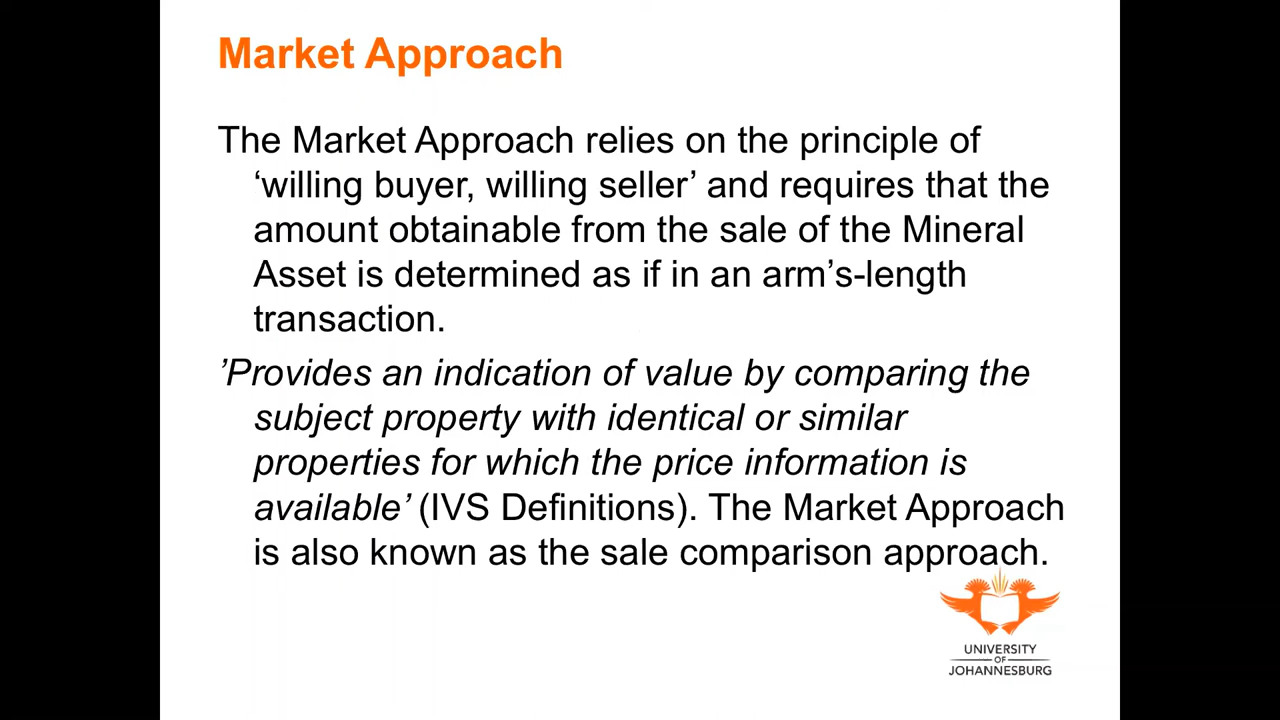 Market Approach
The Market Approach relies on the principle of
‘willing buyer, willing seller’ and requires that the
amount obtainable from the sale of the Mineral
Asset is determined as if in an arm’s-length
transaction.
’Provides an indication of value by comparing the
subject property with identical or similar
properties for which the price information is
available’ (IVS Definitions). The Market Approach
is also known as the sale comparison approach.
UNIVERSITY
OF
JOHANNESBURG